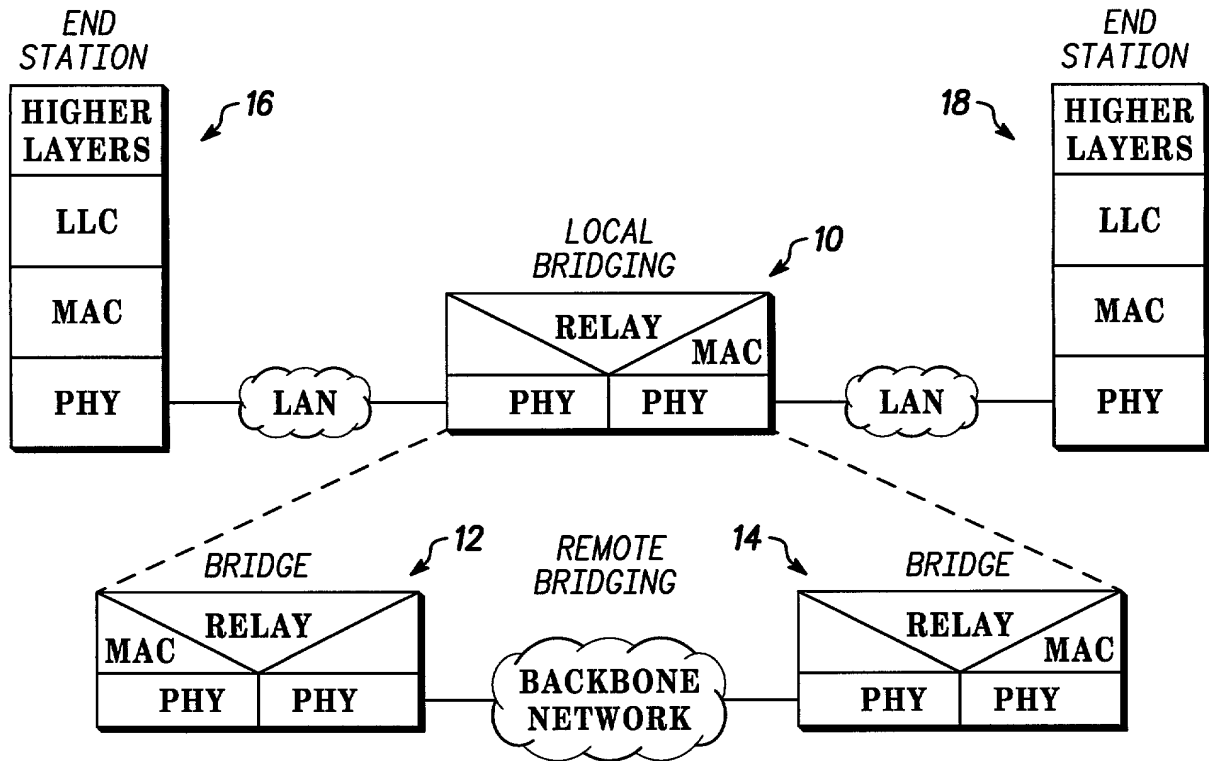 END
STATION
HIGHER
LAYERS
LLC
MAC
PHY
16
LAN
LOCAL
BRIDGING
10
RELAY
MAC
PHY PHY
LAN
18
END
STATION
HIGHER
LAYERS
LLC
MAC
PHY
BRIDGE
12
RELAY
MAC
PHY PHY
REMOTE
BRIDGING
BACKBONE
NETWORK
14
BRIDGE
RELAY
MAC
PHY PHY